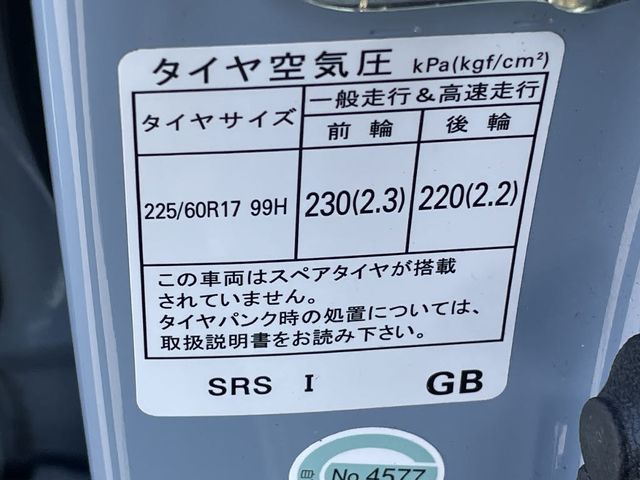 タイヤ空気圧 kPa(kgf/cm²)
タイヤサイズ 一般走行&高速走行
前輪 後輪
225/60R17 99H 230(2.3) 220(2.2)
この車両はスペアタイヤが搭載
されていません。
タイヤパンク時の処置については、
取扱説明書をお読み下さい。
SRS I GB
No.4577